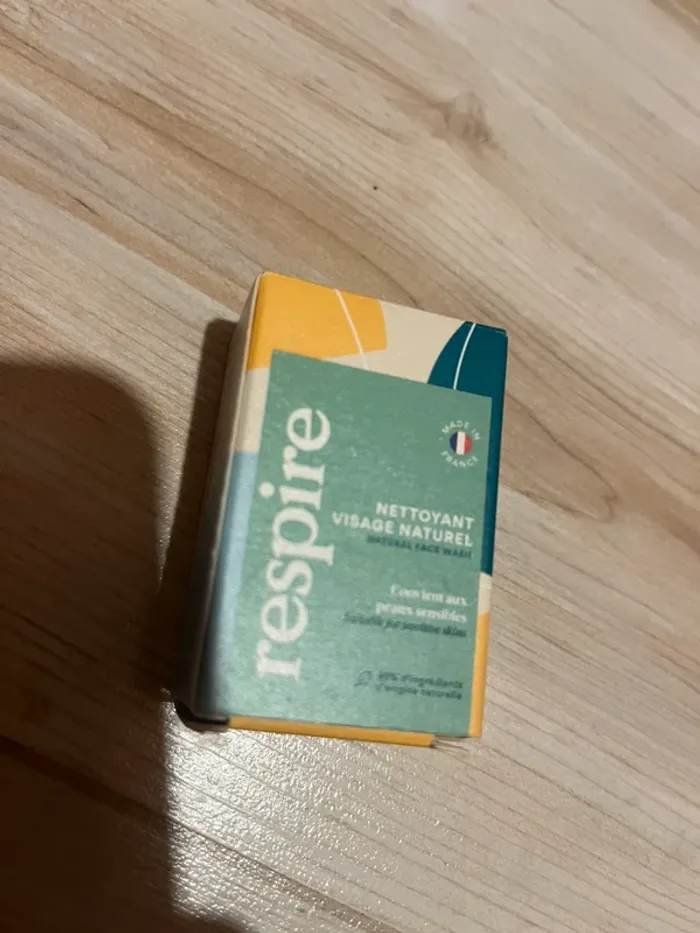 respire
MADE IN
FRANCE
NETTOYANT
VISAGE NATUREL
NATURAL FACE WASH
Convient aux
peaux sensibles
Suitable for sensitive skins
d'ingrédients
d'origine naturelle